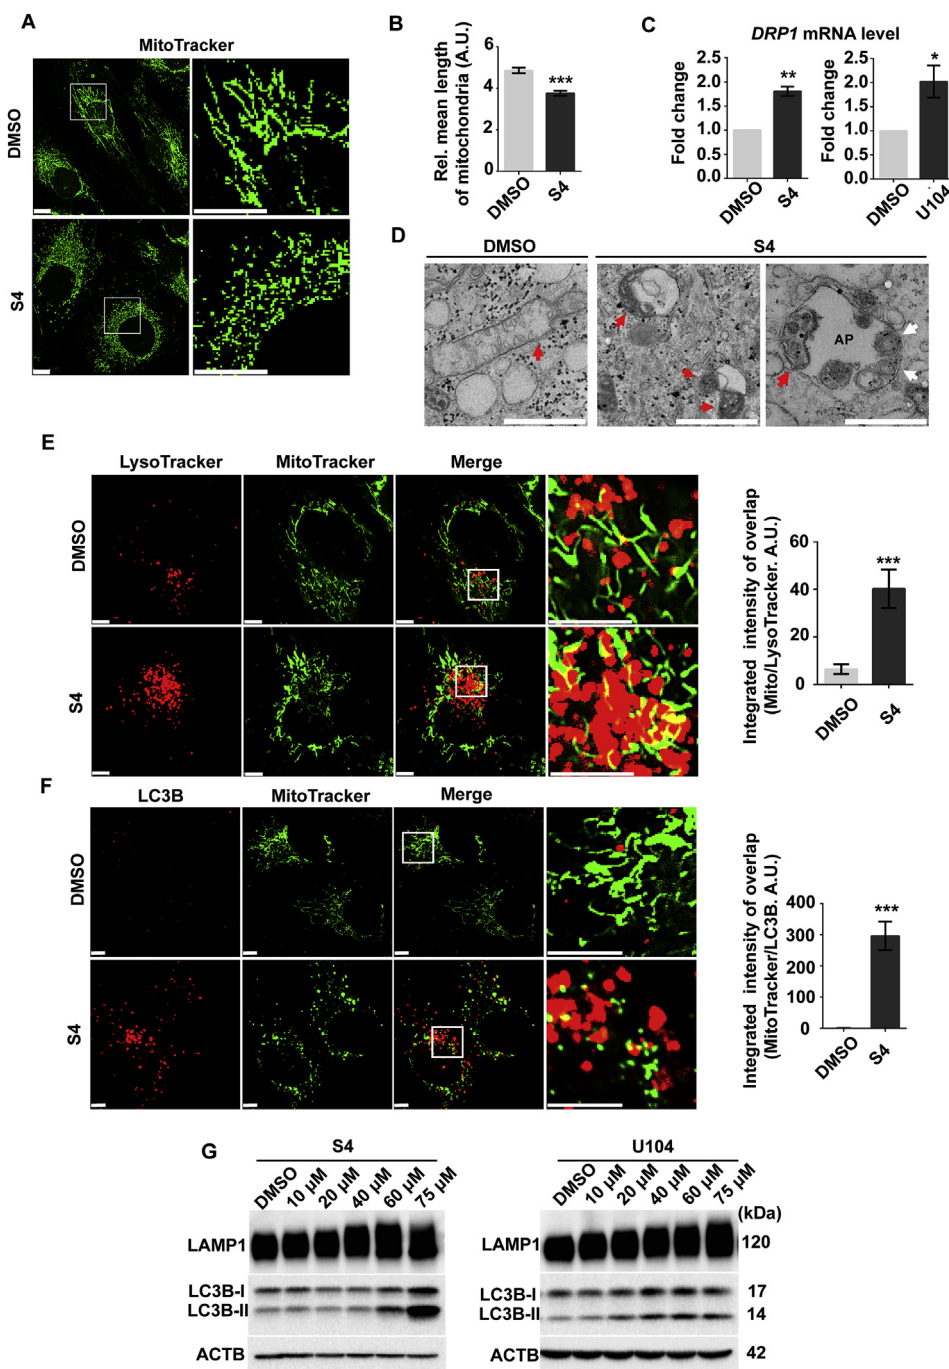 A
MitoTracker
DMSO
S4
B
Rel. mean length
of mitochondria (A.U.)
6
4
2
0
***
DMSO
S4
C
DRP1 mRNA level
Fold change
2.5
2.0
1.5
1.0
0.5
0.0
**
DMSO
S4
Fold change
2.5
2.0
1.5
1.0
0.5
0.0
*
DMSO
U104
D
DMSO
S4
AP
E
LysoTracker
MitoTracker
Merge
DMSO
S4
Integrated intensity of overlap
(Mito/LysoTracker. A.U.)
60
40
20
0
***
DMSO
S4
F
LC3B
MitoTracker
Merge
DMSO
S4
Integrated intensity of overlap
(MitoTracker/LC3B. A.U.)
400
300
200
100
0
***
DMSO
S4
G
S4
DMSO
10 µM
20 µM
40 µM
60 µM
75 µM
LAMP1
LC3B-I
LC3B-II
ACTB
U104
DMSO
10 µM
20 µM
40 µM
60 µM
75 µM
(kDa)
LAMP1
120
LC3B-I
17
LC3B-II
14
ACTB
42